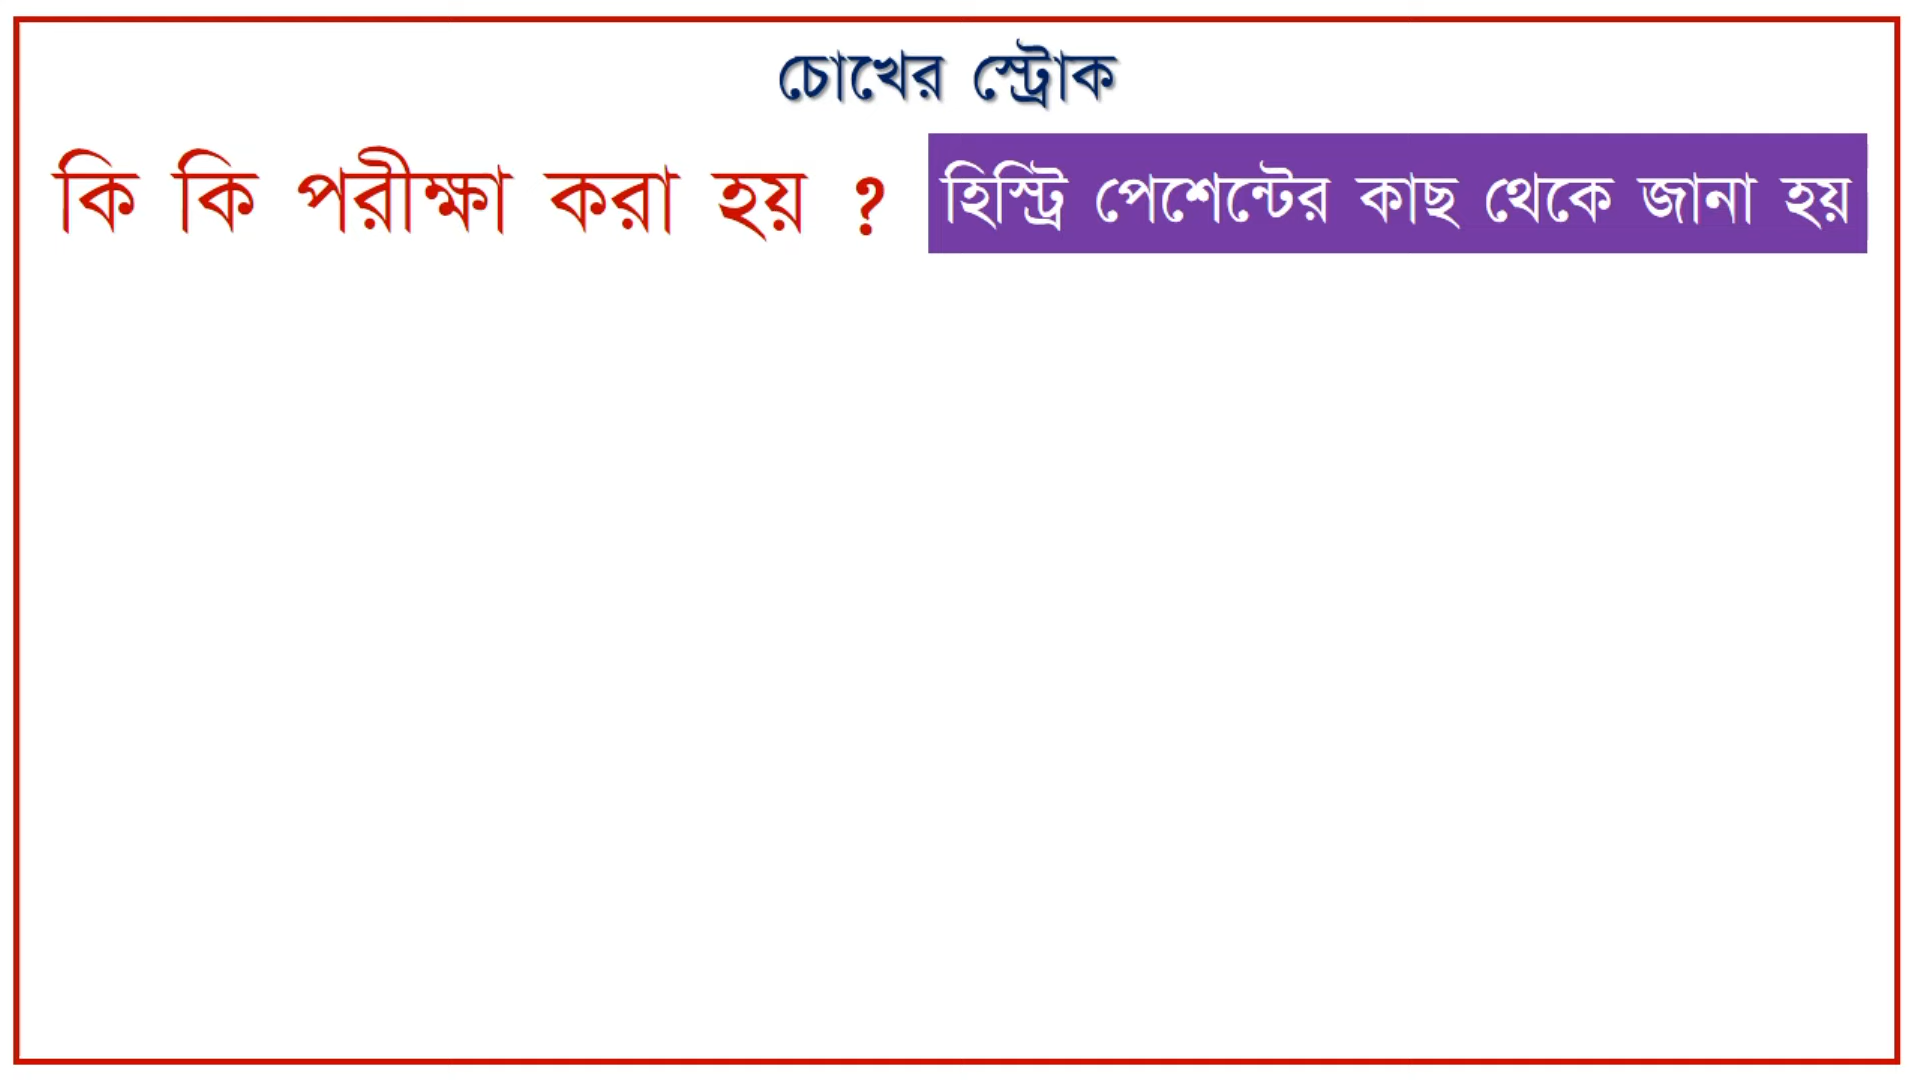 চোখের স্ট্রোক
কি কি পরীক্ষা করা হয় ? হিস্ট্রি পেশেন্টের কাছ থেকে জানা হয়